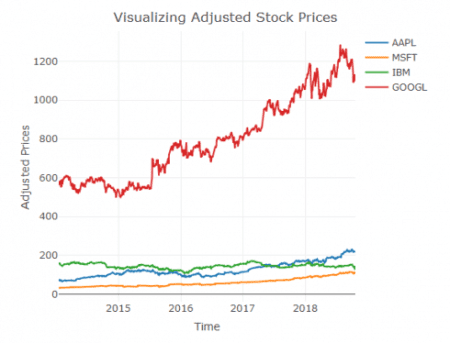 Visualizing Adjusted Stock Prices
AAPL
MSFT
IBM
GOOGL
1200
1000
800
600
400
200
0
Adjusted Prices
2015 2016 2017 2018
Time